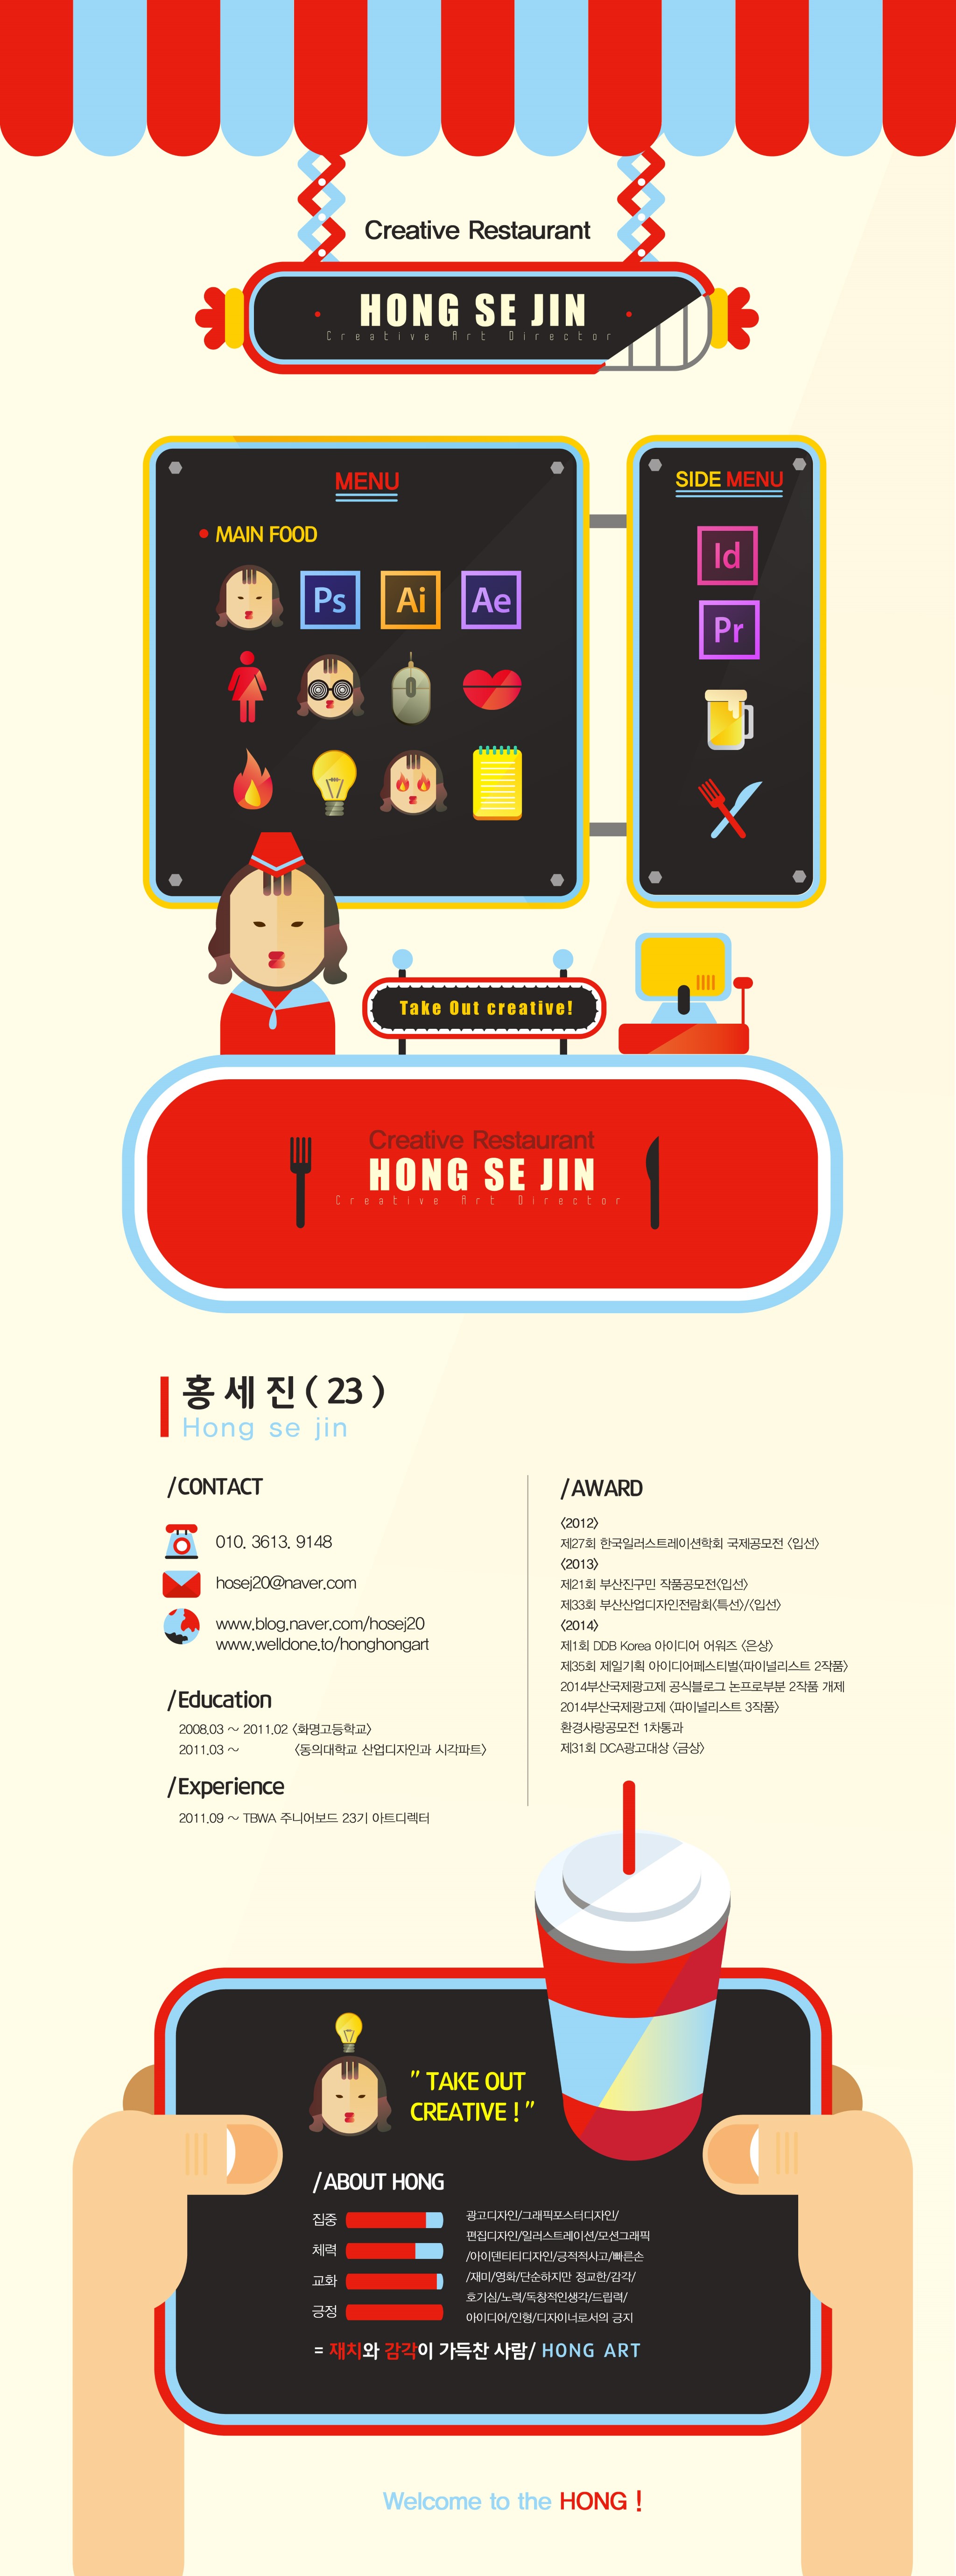 Creative Restaurant
HONG SE JIN
Creative Art Director
MENU
MAIN FOOD
Ps Ai Ae
SIDE MENU
Id
Pr
Take Out creative!
Creative Restaurant
HONG SE JIN
Creative Art Director
홍 세 진 ( 23 )
Hong se jin
/CONTACT
010. 3613. 9148
hosej20@naver.com
www.blog.naver.com/hosej20
www.welldone.to/honghongart
/Education
2008.03 ~ 2011.02 <화명고등학교>
2011.03 ~ <동의대학교 산업디자인과 시각파트>
/Experience
2011.09 ~ TBWA 주니어보드 23기 아트디렉터
/AWARD
<2012>
제27회 한국일러스트레이션학회 국제공모전 <입선>
<2013>
제21회 부산진구민 작품공모전<입선>
제33회 부산산업디자인전람회<특선>/<입선>
<2014>
제1회 DDB Korea 아이디어 어워즈 <은상>
제35회 제일기획 아이디어페스티벌<파이널리스트 2작품>
2014부산국제광고제 공식블로그 논프로부분 2작품 개제
2014부산국제광고제 <파이널리스트 3작품>
환경사랑공모전 1차통과
제31회 DCA광고대상 <금상>
" TAKE OUT
CREATIVE ! "
/ABOUT HONG
집중
체력
교화
긍정
광고디자인/그래픽포스터디자인/
편집디자인/일러스트레이션/모션그래픽
/아이덴티티디자인/긍적적사고/빠른손
/재미/영화/단순하지만 정교한/감각/
호기심/노력/독창적인생각/드립력/
아이디어/인형/디자이너로서의 긍지
= 재치와 감각이 가득찬 사람/ HONG ART
Welcome to the HONG !